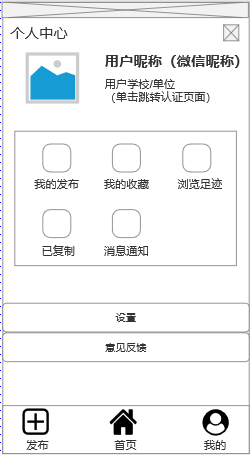 个人中心
用户昵称（微信昵称）
用户学校/单位
（单击跳转认证页面）
我的发布 我的收藏 浏览足迹
已复制 消息通知
设置
意见反馈
发布 首页 我的